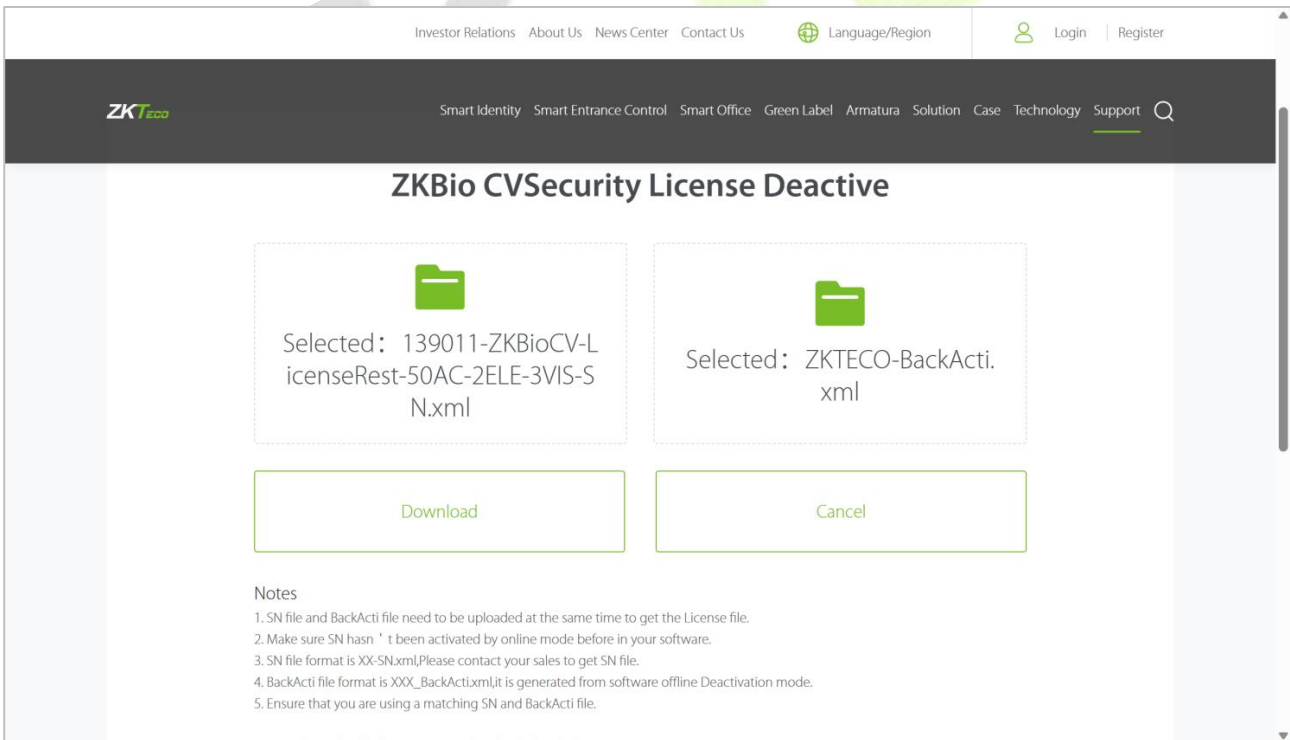 Investor Relations About Us News Center Contact Us Language/Region Login Register
ZKTECO Smart Identity Smart Entrance Control Smart Office Green Label Armatura Solution Case Technology Support
ZKBio CVSecurity License Deactive
Selected：139011-ZKBioCV-L
icenseRest-50AC-2ELE-3VIS-S
N.xml
Selected：ZKTECO-BackActi.
xml
Download Cancel
Notes
1. SN file and BackActi file need to be uploaded at the same time to get the License file.
2. Make sure SN hasn ' t been activated by online mode before in your software.
3. SN file format is XX-SN.xml,Please contact your sales to get SN file.
4. BackActi file format is XXX_BackActi.xml,it is generated from software offline Deactivation mode.
5. Ensure that you are using a matching SN and BackActi file.